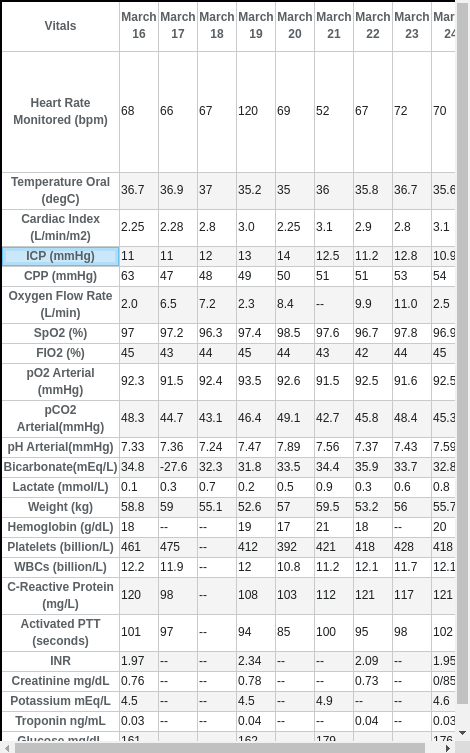 Vitals March 16 March 17 March 18 March 19 March 20 March 21 March 22 March 23 March 24
Heart Rate Monitored (bpm) 68 66 67 120 69 52 67 72 70
Temperature Oral (degC) 36.7 36.9 37 35.2 35 36 35.8 36.7 35.6
Cardiac Index (L/min/m2) 2.25 2.28 2.8 3.0 2.25 3.1 2.9 2.8 3.1
ICP (mmHg) 11 11 12 13 14 12.5 11.2 12.8 10.9
CPP (mmHg) 63 47 48 49 50 51 51 53 54
Oxygen Flow Rate (L/min) 2.0 6.5 7.2 2.3 8.4 -- 9.9 11.0 2.5
SpO2 (%) 97 97.2 96.3 97.4 98.5 97.6 96.7 97.8 96.9
FIO2 (%) 45 43 44 45 44 43 42 44 45
pO2 Arterial (mmHg) 92.3 91.5 92.4 93.5 92.6 91.5 92.5 91.6 92.5
pCO2 Arterial(mmHg) 48.3 44.7 43.1 46.4 49.1 42.7 45.8 48.4 45.3
pH Arterial(mmHg) 7.33 7.36 7.24 7.47 7.89 7.56 7.37 7.43 7.59
Bicarbonate(mEq/L) 34.8 -27.6 32.3 31.8 33.5 34.4 35.9 33.7 32.8
Lactate (mmol/L) 0.1 0.3 0.7 0.2 0.5 0.9 0.3 0.6 0.8
Weight (kg) 58.8 59 55.1 52.6 57 59.5 53.2 56 55.7
Hemoglobin (g/dL) 18 -- -- 19 17 21 18 -- 20
Platelets (billion/L) 461 475 -- 412 392 421 418 428 418
WBCs (billion/L) 12.2 11.9 -- 12 10.8 11.2 12.1 11.7 12.1
C-Reactive Protein (mg/L) 120 98 -- 108 103 112 121 117 121
Activated PTT (seconds) 101 97 -- 94 85 100 95 98 102
INR 1.97 -- -- 2.34 -- -- 2.09 -- 1.95
Creatinine mg/dL 0.76 -- -- 0.78 -- -- 0.73 -- 0/85
Potassium mEq/L 4.5 -- -- 4.5 -- 4.9 -- -- 4.6
Troponin ng/mL 0.03 -- -- 0.04 -- -- 0.04 -- 0.03
Glucose mg/dL 161 -- -- 162 -- 179 -- -- 176